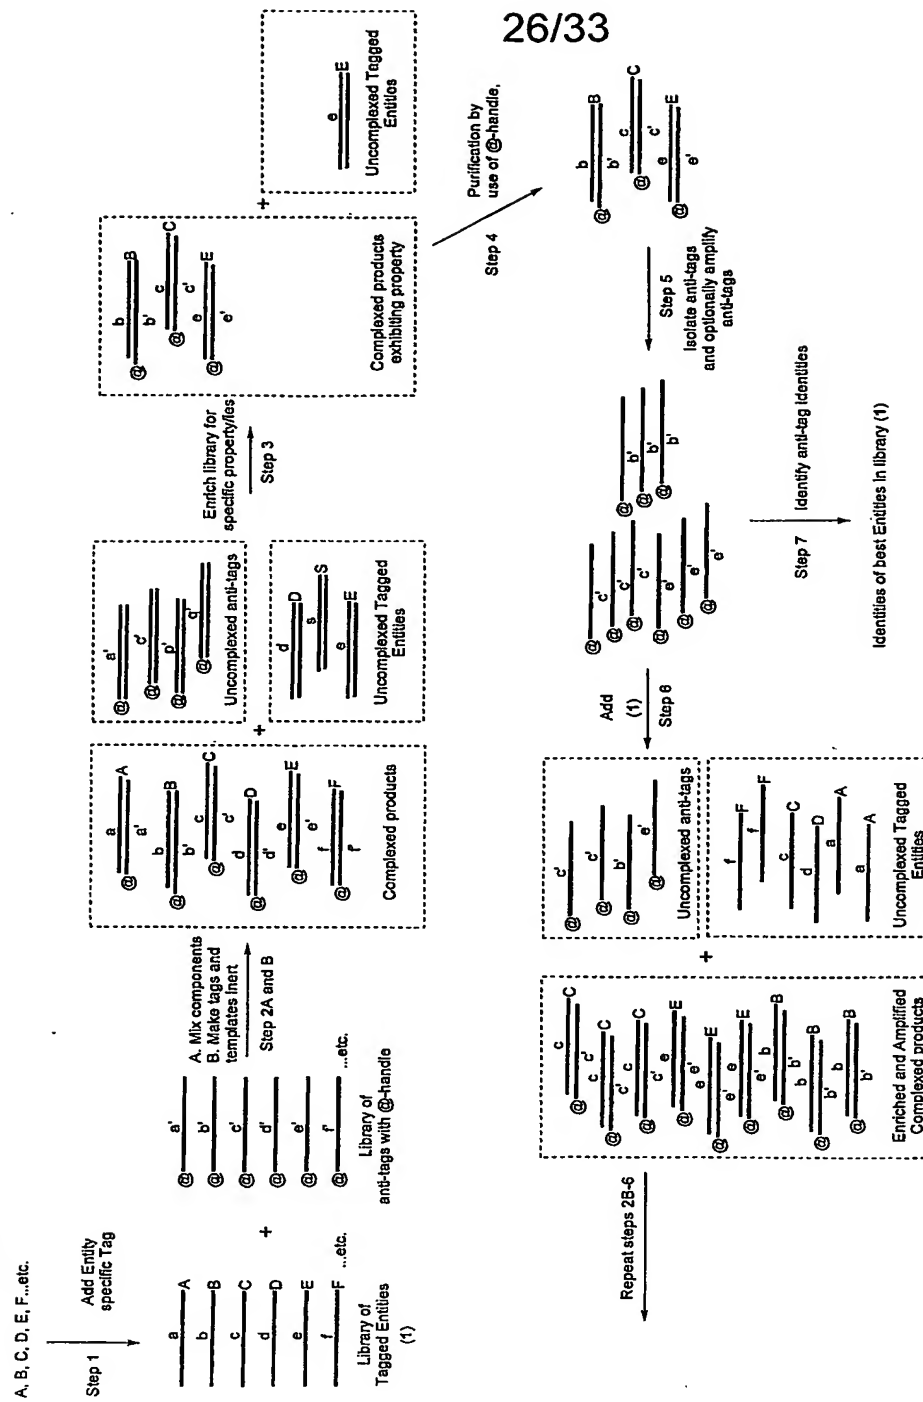 26/33
A, B, C, D, E, F...etc.
Step 1
Add Entity
specific Tag
a
A
b
B
c
C
d
D
e
E
f
F
...etc.
Library of
Tagged Entities
(1)
+
@
a'
@
b'
@
c'
@
d'
@
e'
@
f'
...etc.
Library of
anti-tags with @-handle
A. Mix components
B. Make tags and
templates Inert
Step 2A and B
a
A
@
a'
b
B
@
b'
c
C
@
c'
d
D
@
d'
e
E
@
e'
f
F
@
f'
Complexed products
+
@
a'
@
c'
@
p'
@
q'
Uncomplexed anti-tags
d
D
s
S
e
E
Uncomplexed Tagged
Entities
Enrich library for
specific property/ies
Step 3
b
B
@
b'
c
C
@
c'
e
E
@
e'
Complexed products
exhibiting property
+
e
E
Uncomplexed Tagged
Entities
Step 4
Purification by
use of @-handle,
b
B
@
b'
c
C
@
c'
e
E
@
e'
Step 5
Isolate anti-tags
and optionally amplify
anti-tags
@
c'
@
c'
@
c'
@
e'
@
e'
@
e'
@
b'
@
b'
@
b'
Step 7
Identify anti-tag identities
Identities of best Entities in library (1)
Add
(1)
Step 6
c
C
@
c'
c
C
@
c'
c
C
@
c'
e
E
@
e'
e
E
@
e'
e
E
@
e'
b
B
@
b'
b
B
@
b'
b
B
@
b'
Enriched and Amplified
Complexed products
+
@
c'
@
c'
@
b'
@
e'
Uncomplexed anti-tags
f
F
f
F
c
C
d
D
a
A
a
A
Uncomplexed Tagged
Entities
Repeat steps 2B-6